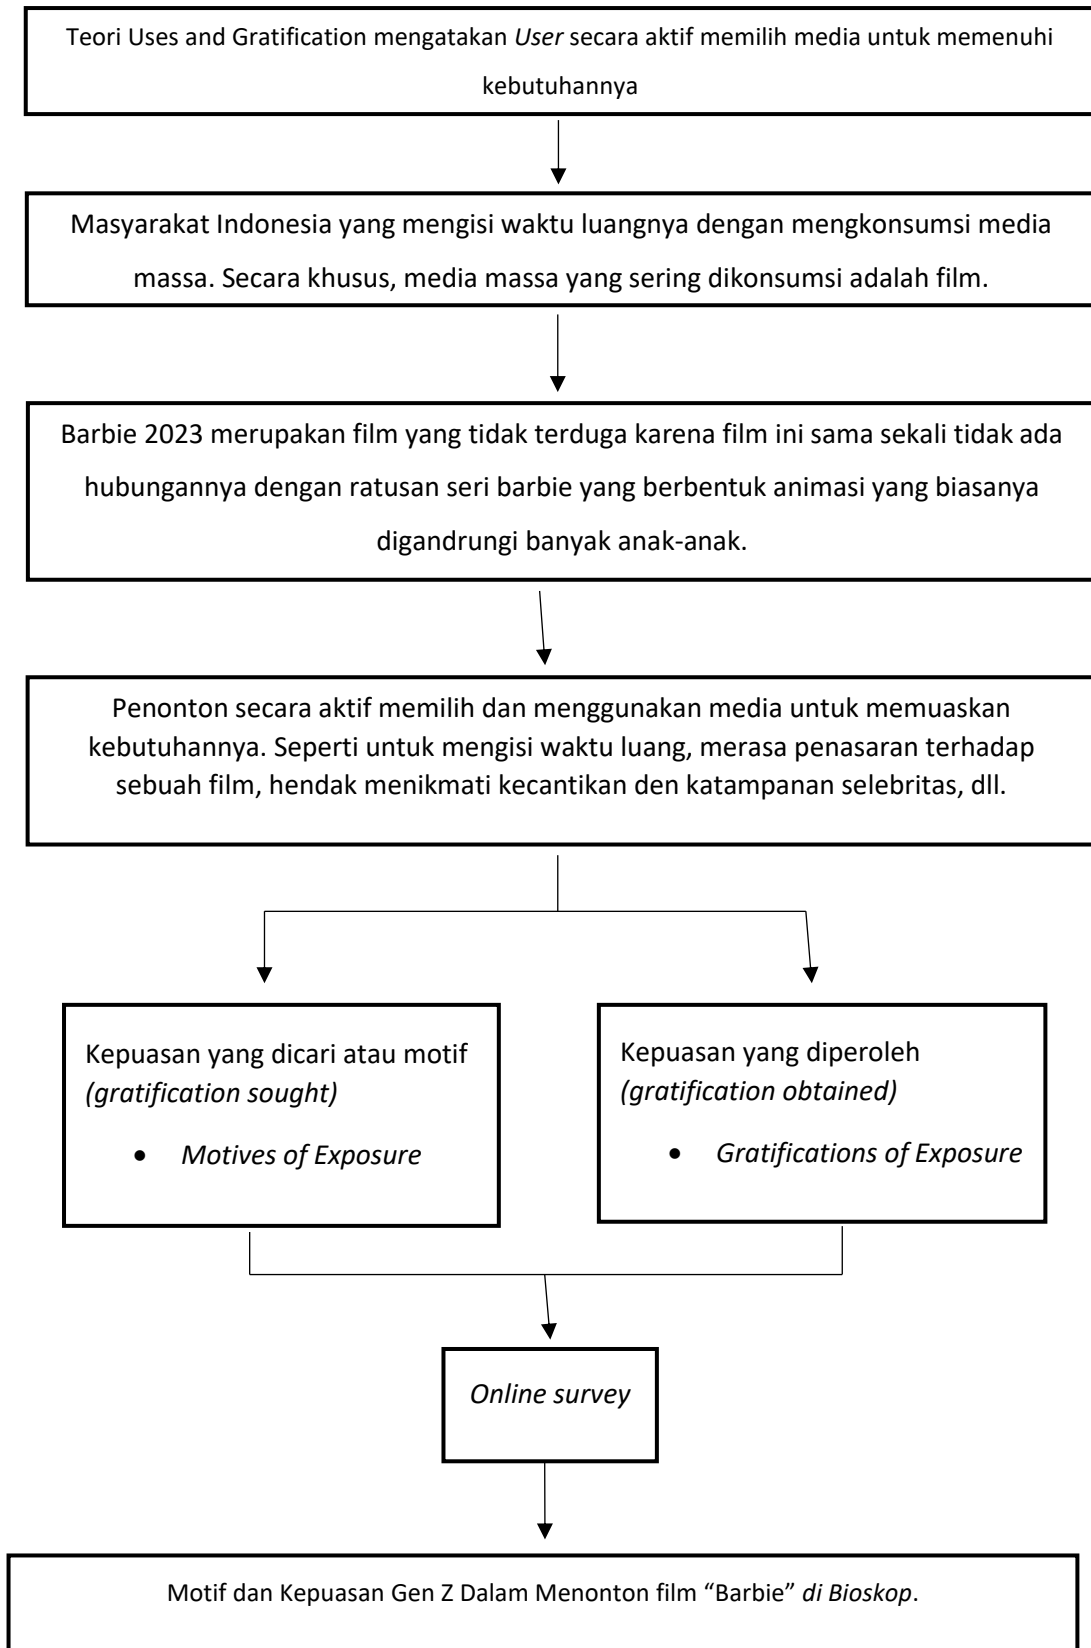 Teori Uses and Gratification mengatakan User secara aktif memilih media untuk memenuhi
kebutuhannya
Masyarakat Indonesia yang mengisi waktu luangnya dengan mengkonsumsi media
massa. Secara khusus, media massa yang sering dikonsumsi adalah film.
Barbie 2023 merupakan film yang tidak terduga karena film ini sama sekali tidak ada
hubungannya dengan ratusan seri barbie yang berbentuk animasi yang biasanya
digandrungi banyak anak-anak.
Penonton secara aktif memilih dan menggunakan media untuk memuaskan
kebutuhannya. Seperti untuk mengisi waktu luang, merasa penasaran terhadap
sebuah film, hendak menikmati kecantikan den katampanan selebritas, dll.
Kepuasan yang dicari atau motif
(gratification sought)
• Motives of Exposure
Kepuasan yang diperoleh
(gratification obtained)
• Gratifications of Exposure
Online survey
Motif dan Kepuasan Gen Z Dalam Menonton film “Barbie” di Bioskop.